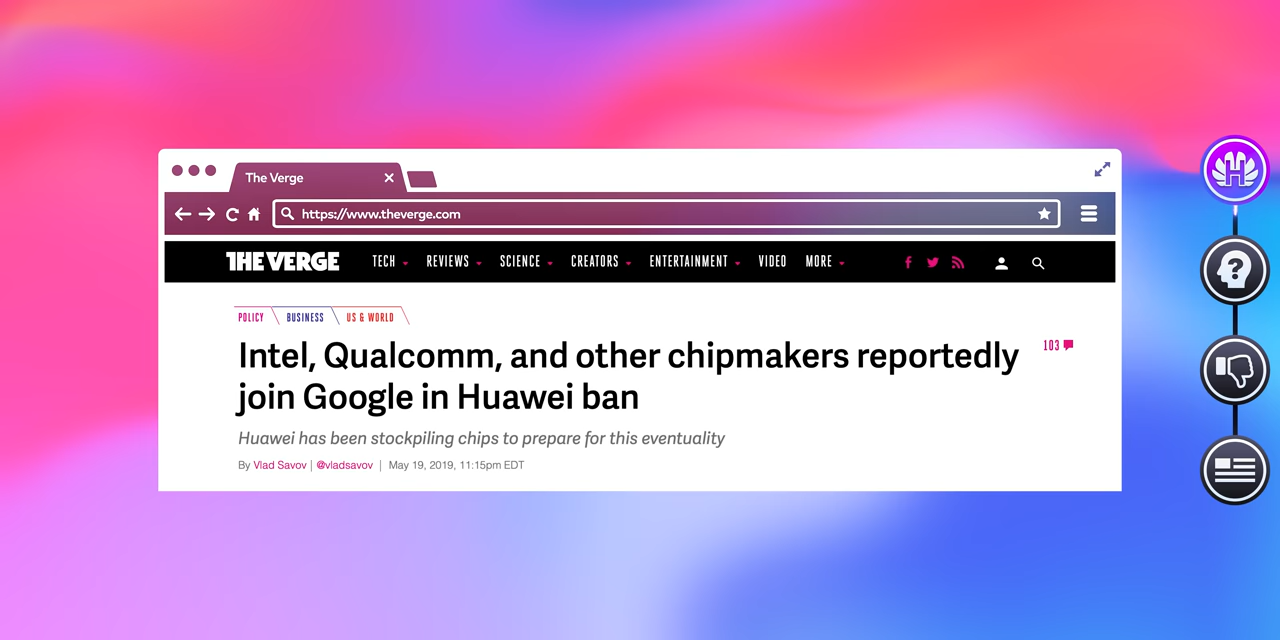 The Verge
https://www.theverge.com
THE VERGE TECH REVIEWS SCIENCE CREATORS ENTERTAINMENT VIDEO MORE
POLICY BUSINESS US & WORLD
Intel, Qualcomm, and other chipmakers reportedly
join Google in Huawei ban
103
Huawei has been stockpiling chips to prepare for this eventuality
By Vlad Savov | @vladsavov | May 19, 2019, 11:15pm EDT
H
?